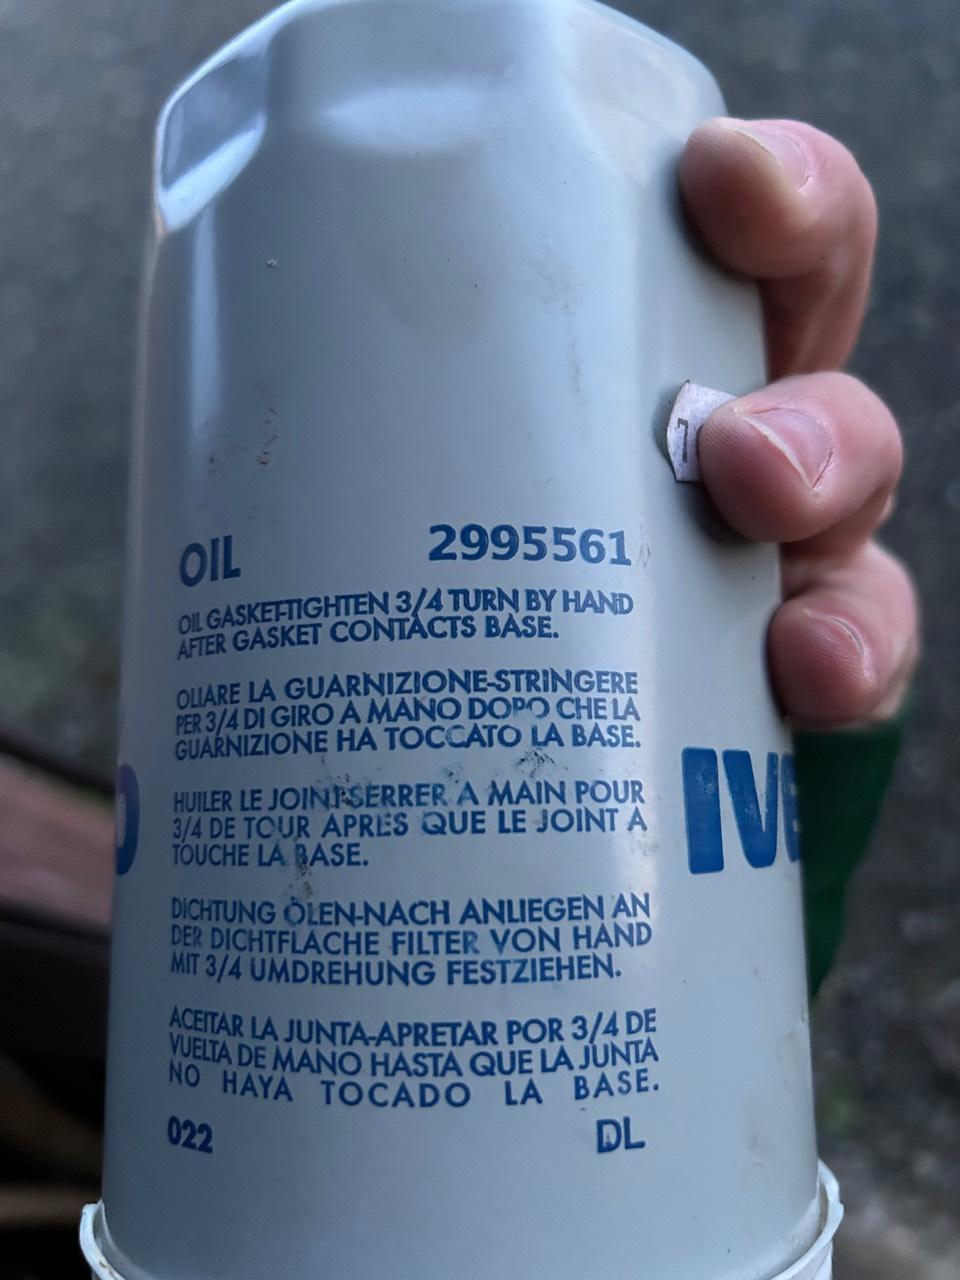 OIL 2995561
OIL GASKET-TIGHTEN 3/4 TURN BY HAND
AFTER GASKET CONTACTS BASE.
OLIARE LA GUARNIZIONE-STRINGERE
PER 3/4 DI GIRO A MANO DOPO CHE LA
GUARNIZIONE HA TOCCATO LA BASE.
HUILER LE JOINT-SERRER A MAIN POUR
3/4 DE TOUR APRES QUE LE JOINT A
TOUCHE LA BASE.
DICHTUNG ÖLEN-NACH ANLIEGEN AN
DER DICHTFLACHE FILTER VON HAND
MIT 3/4 UMDREHUNG FESTZIEHEN.
ACEITAR LA JUNTA-APRETAR POR 3/4 DE
VUELTA DE MANO HASTA QUE LA JUNTA
NO HAYA TOCADO LA BASE.
022 DL
IVE